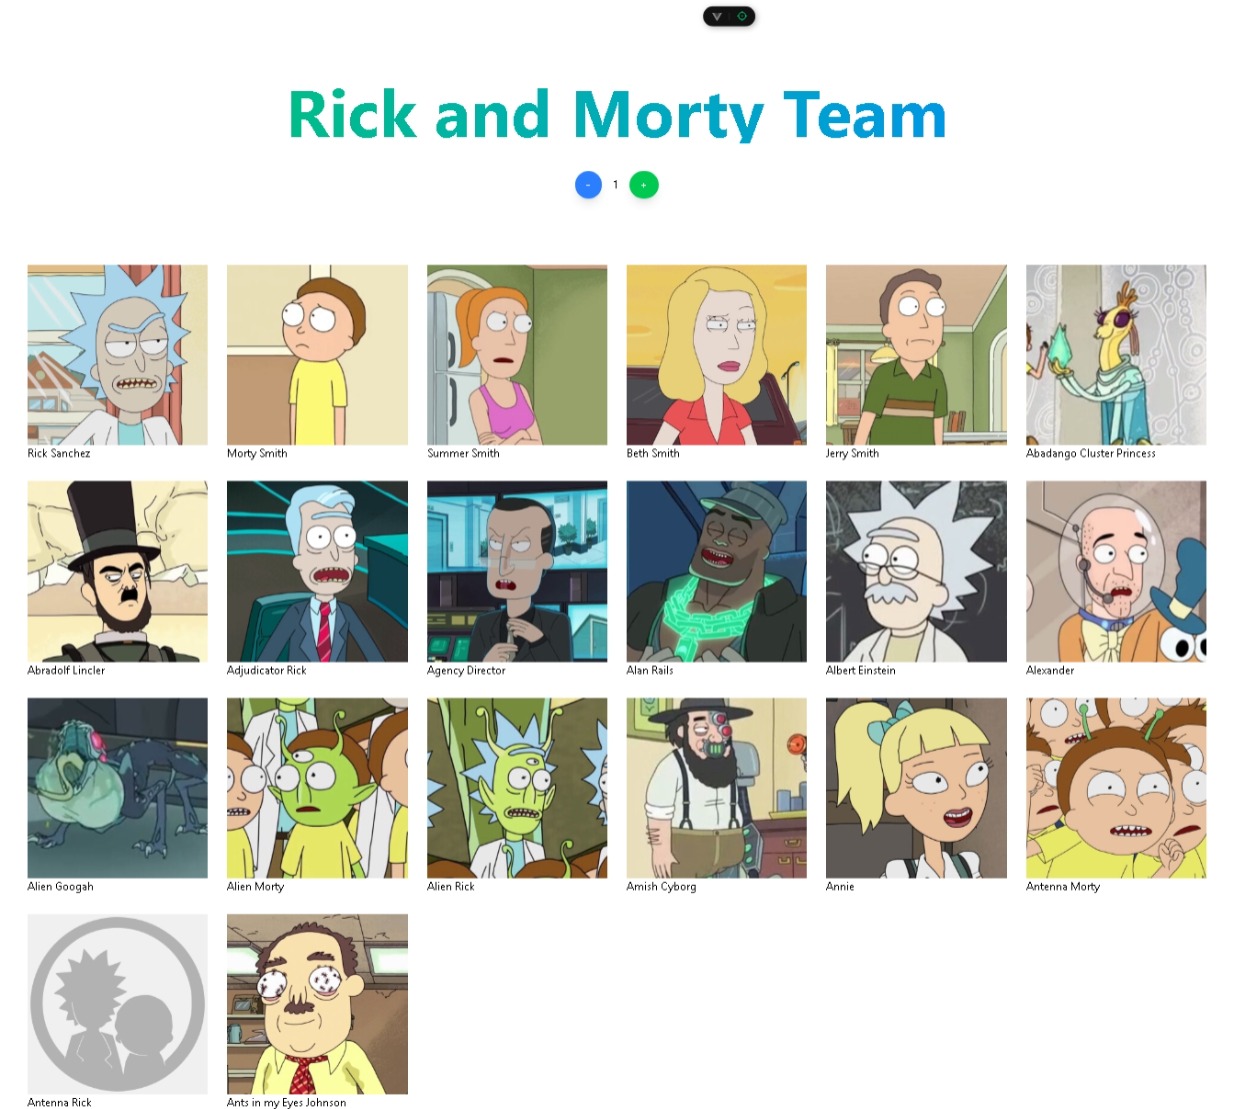 Rick and Morty Team
- 1 +
Rick Sanchez
Morty Smith
Summer Smith
Beth Smith
Jerry Smith
Abadango Cluster Princess
Abradolf Lincler
Adjudicator Rick
Agency Director
Alan Rails
Albert Einstein
Alexander
Alien Googah
Alien Morty
Alien Rick
Amish Cyborg
Annie
Antenna Morty
Antenna Rick
Ants in my Eyes Johnson